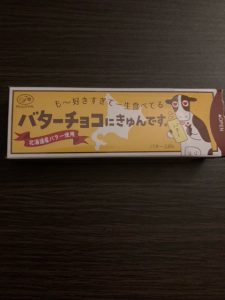 も〜好きすぎて一生食べてる
バターチョコにきゅんです。
北海道産バター使用